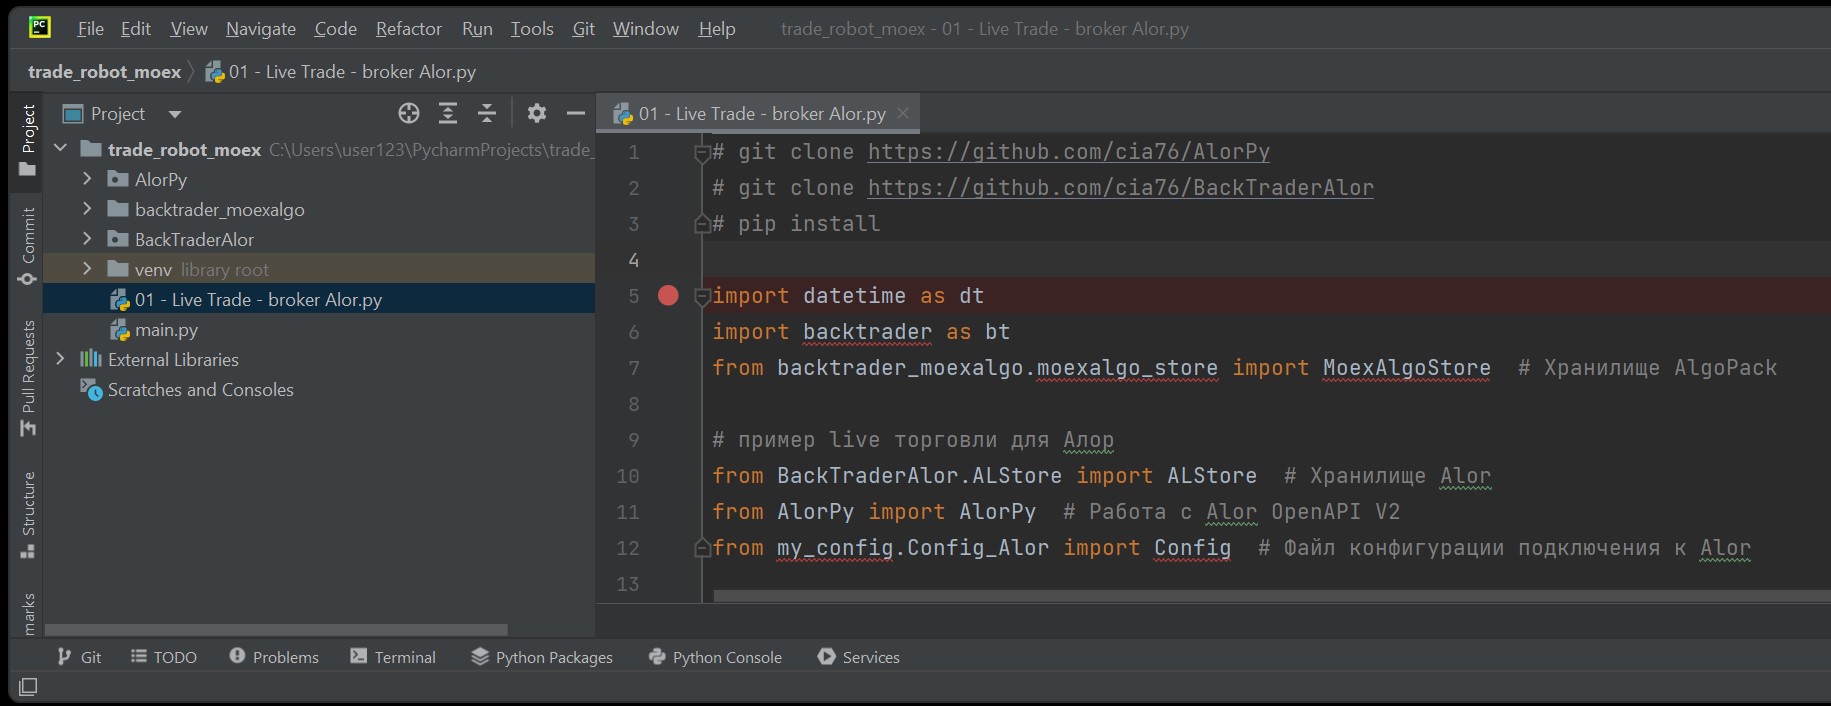 PC
File Edit View Navigate Code Refactor Run Tools Git Window Help trade_robot_moex - 01 - Live Trade - broker Alor.py
trade_robot_moex 01 - Live Trade - broker Alor.py
Project
Commit
Pull Requests
Structure
marks
Project
trade_robot_moex C:\Users\user123\PycharmProjects\trade_
AlorPy
backtrader_moexalgo
BackTraderAlor
venv library root
01 - Live Trade - broker Alor.py
main.py
External Libraries
Scratches and Consoles
01 - Live Trade - broker Alor.py
1 # git clone https://github.com/cia76/AlorPy
2 # git clone https://github.com/cia76/BackTraderAlor
3 # pip install
4
5 import datetime as dt
6 import backtrader as bt
7 from backtrader_moexalgo.moexalgo_store import MoexAlgoStore # Хранилище AlgoPack
8
9 # пример live торговли для Алор
10 from BackTraderAlor.ALStore import ALStore # Хранилище Alor
11 from AlorPy import AlorPy # Работа с Alor OpenAPI V2
12 from my_config.Config_Alor import Config # Файл конфигурации подключения к Alor
13
Git TODO Problems Terminal Python Packages Python Console Services